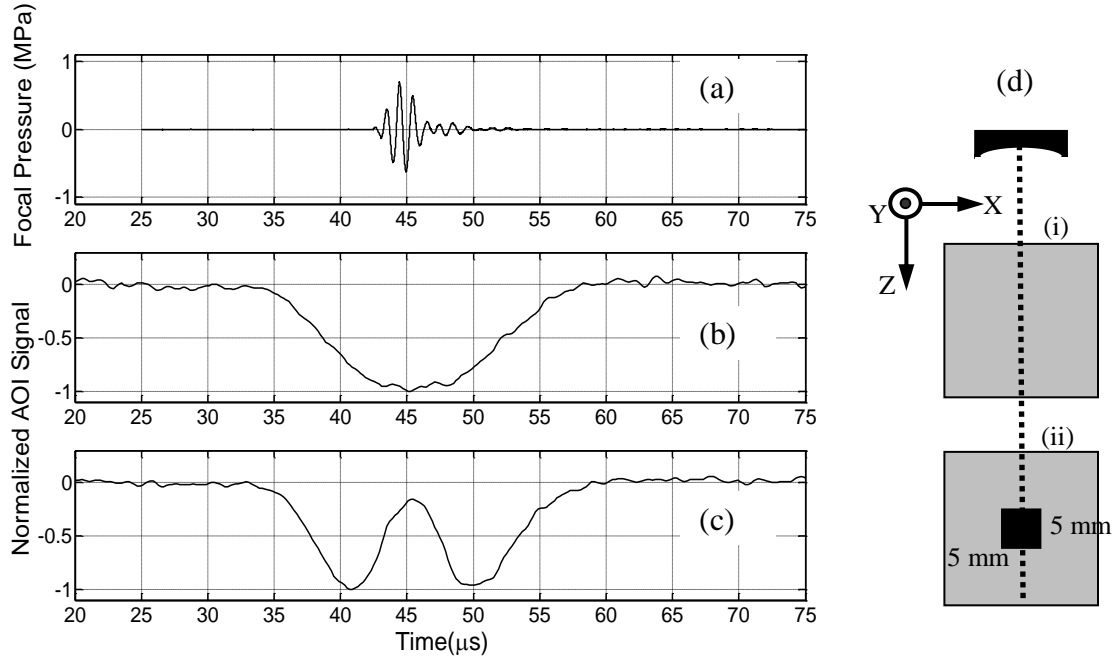 Focal Pressure (MPa)
1
0
-1
(a)
20 25 30 35 40 45 50 55 60 65 70 75
Normalized AOI Signal
0
-0.5
-1
(b)
20 25 30 35 40 45 50 55 60 65 70 75
0
-0.5
-1
(c)
20 25 30 35 40 45 50 55 60 65 70 75
Time(μs)
(d)
Y
X
Z
(i)
(ii)
5 mm
5 mm